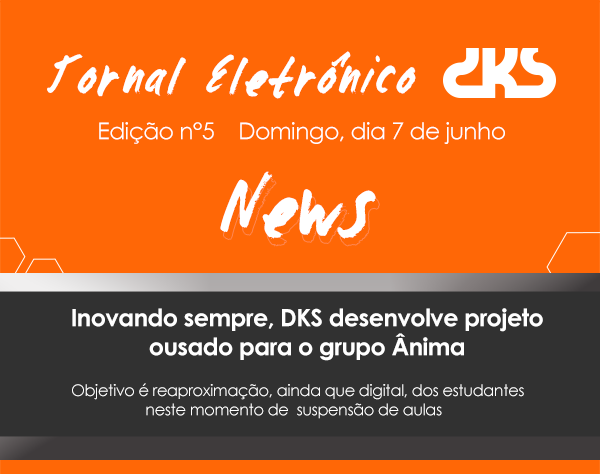 Jornal Eletrônico DKS
Edição nº5 Domingo, dia 7 de junho
News
Inovando sempre, DKS desenvolve projeto
ousado para o grupo Ânima
Objetivo é reaproximação, ainda que digital, dos estudantes
neste momento de suspensão de aulas